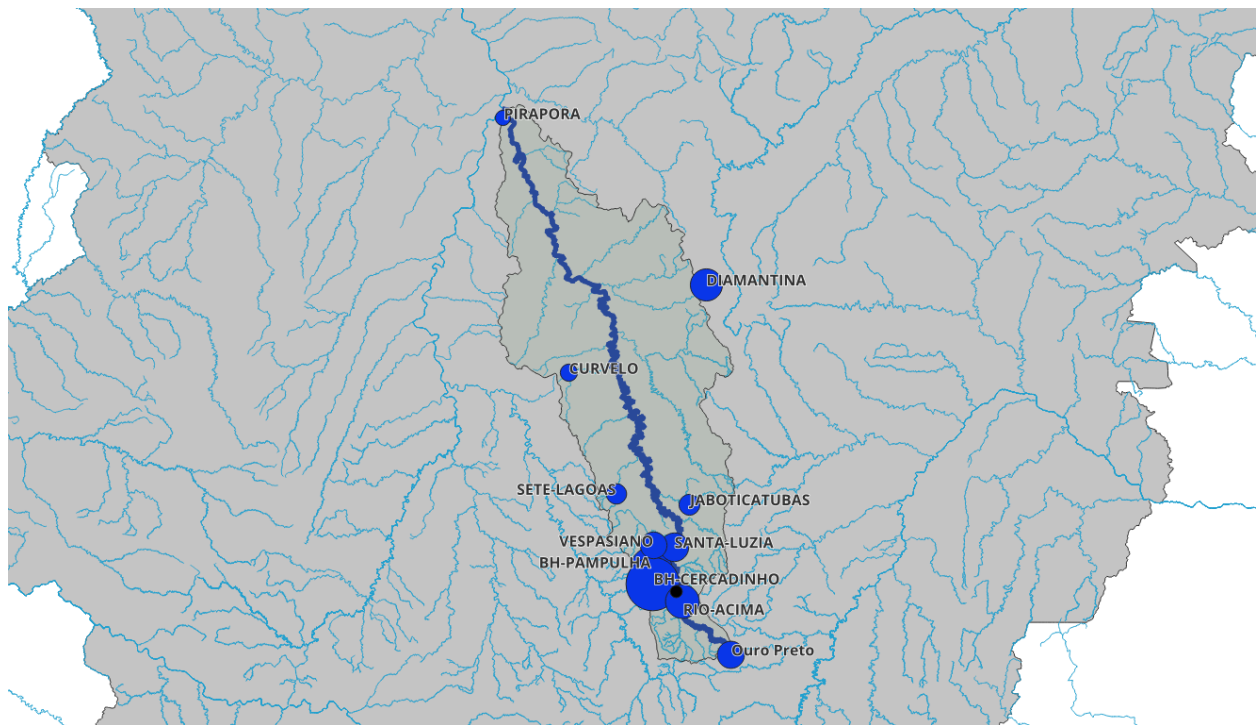 PIRAPORA
DIAMANTINA
CURVELO
SETE-LAGOAS
JABOTICATUBAS
VESPASIANO
SANTA-LUZIA
BH-PAMPULHA
BH-CERCADINHO
RIO-ACIMA
Ouro Preto